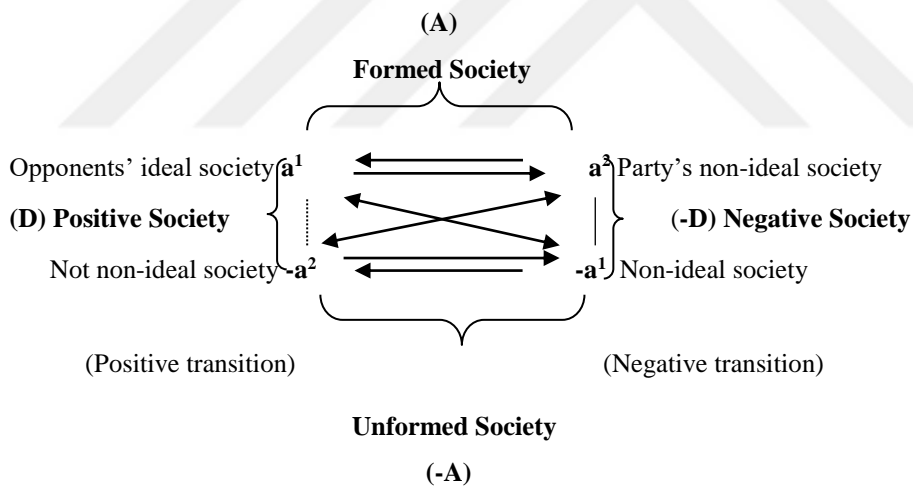 (A)
Formed Society
Opponents’ ideal society a¹ a² Party’s non-ideal society
(D) Positive Society (-D) Negative Society
Not non-ideal society -a² -a¹ Non-ideal society
(Positive transition) (Negative transition)
Unformed Society
(-A)